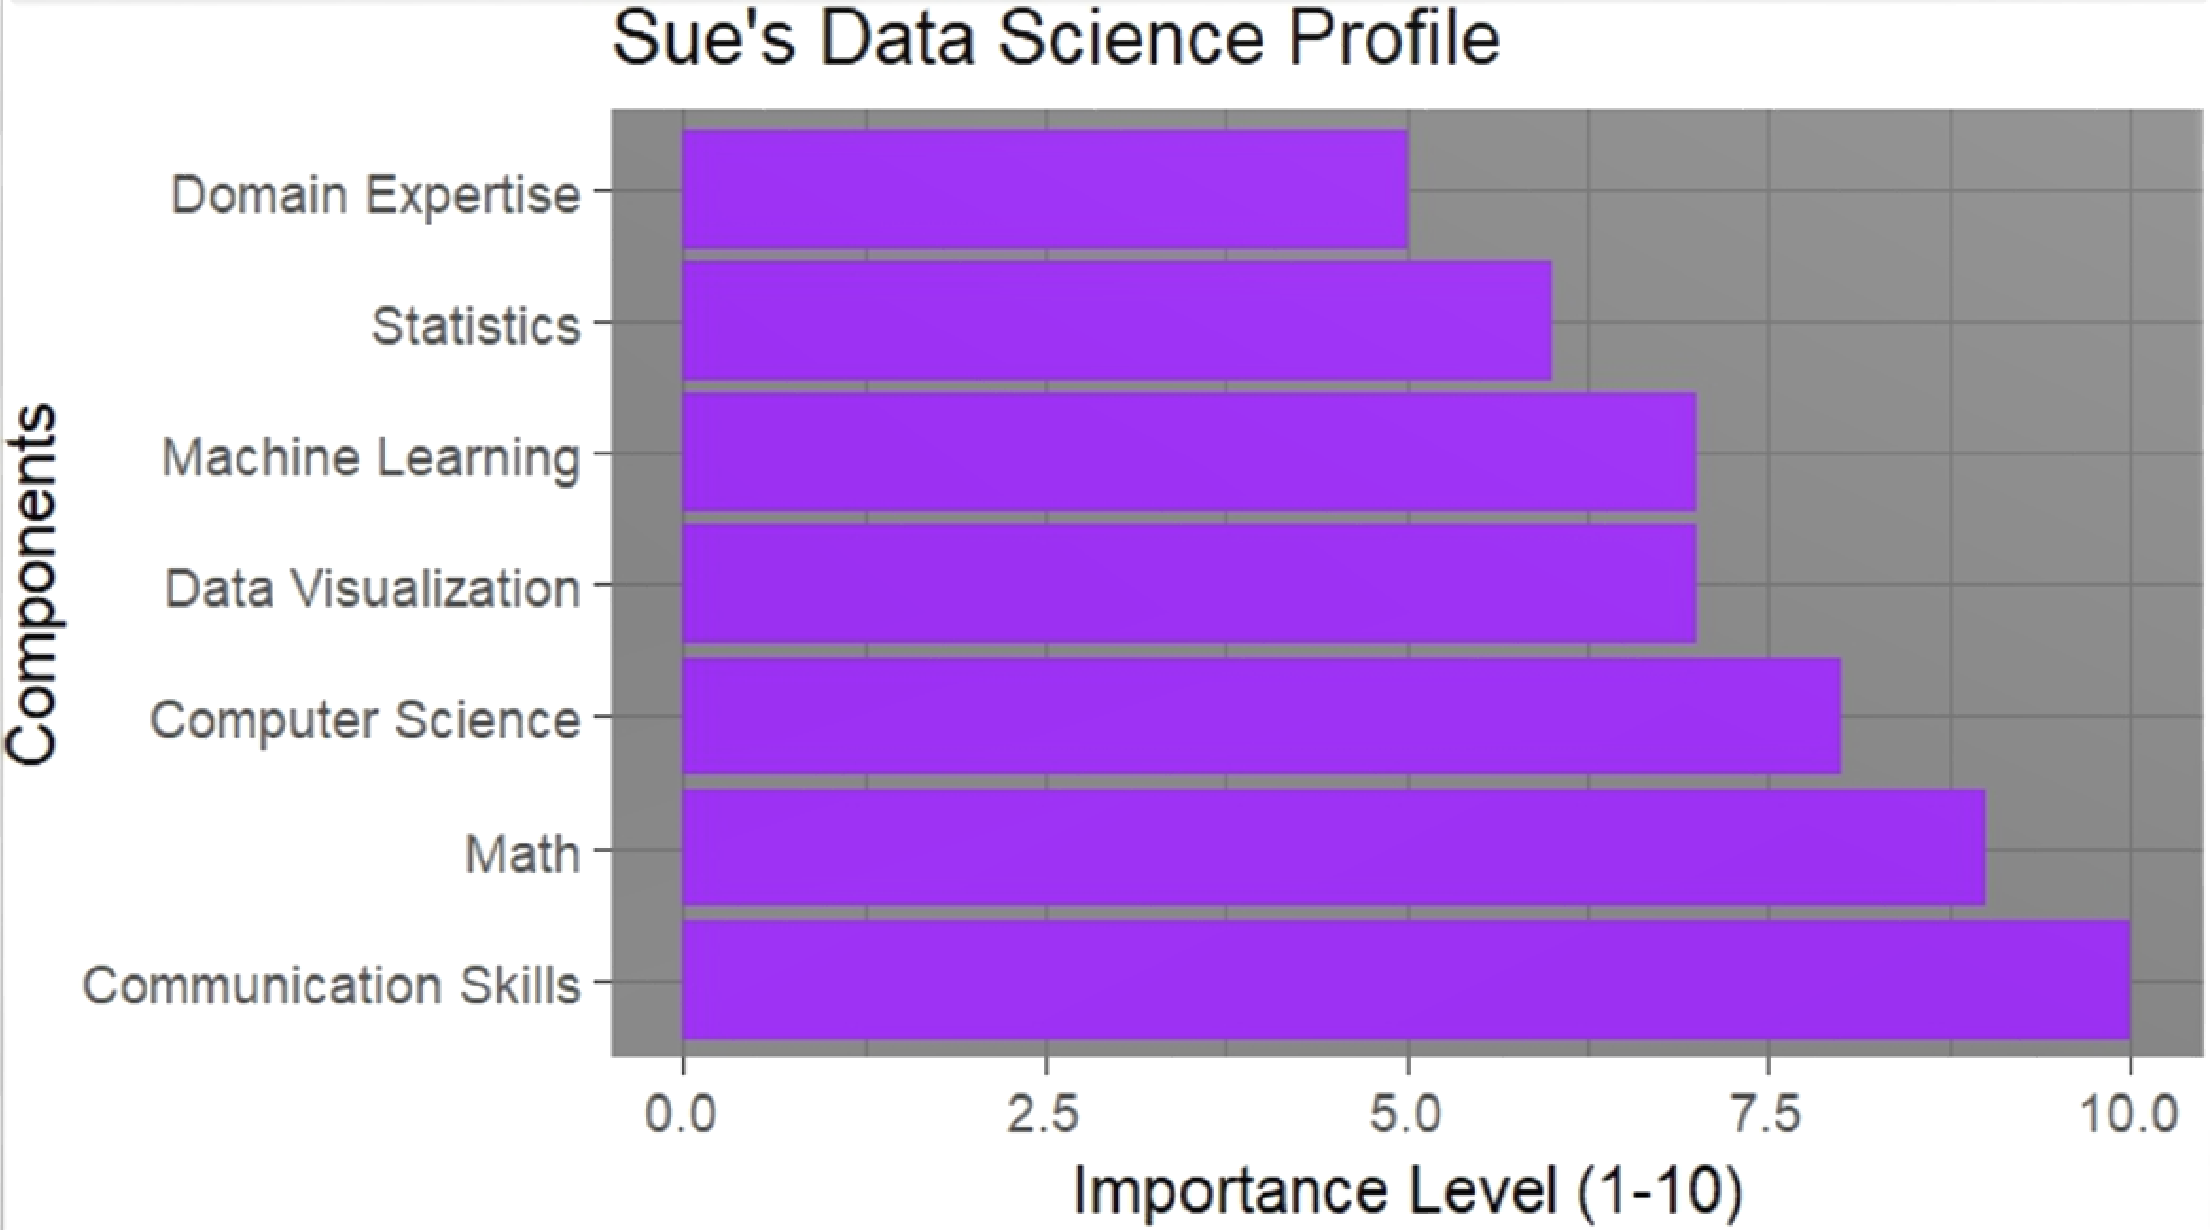 Sue's Data Science Profile
Components
Domain Expertise
Statistics
Machine Learning
Data Visualization
Computer Science
Math
Communication Skills
0.0 2.5 5.0 7.5 10.0
Importance Level (1-10)